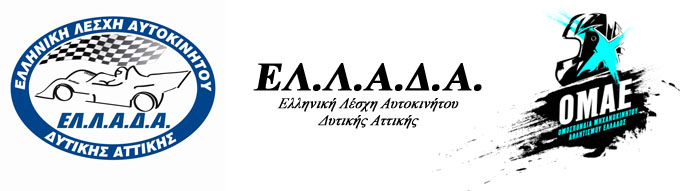 ΕΛΛΗΝΙΚΗ ΛΕΣΧΗ ΑΥΤΟΚΙΝΗΤΟΥ
ΕΛ.Λ.Α.Δ.Α.
ΔΥΤΙΚΗΣ ΑΤΤΙΚΗΣ
ΕΛ.Λ.Α.Δ.Α.
Ελληνική Λέσχη Αυτοκινήτου
Δυτικής Αττικής
ΟΜΑΕ
ΟΜΟΣΠΟΝΔΙΑ ΜΗΧΑΝΟΚΙΝΗΤΟΥ
ΑΘΛΗΤΙΣΜΟΥ ΕΛΛΑΔΟΣ